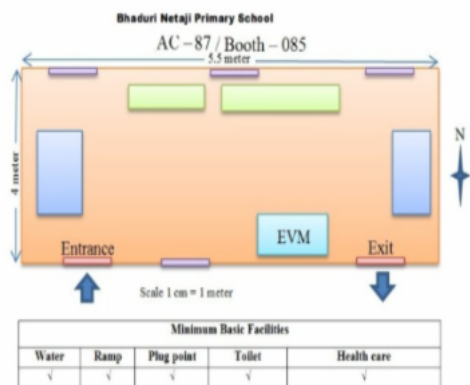 Bhaduri Netaji Primary School
AC – 87 / Booth – 085
5.5 meter
4 meter
N
EVM
Entrance
Exit
Scale 1 cm = 1 meter
Minimum Basic Facilities
Water Ramp Plug point Toilet Health care
√ √ √ √ √